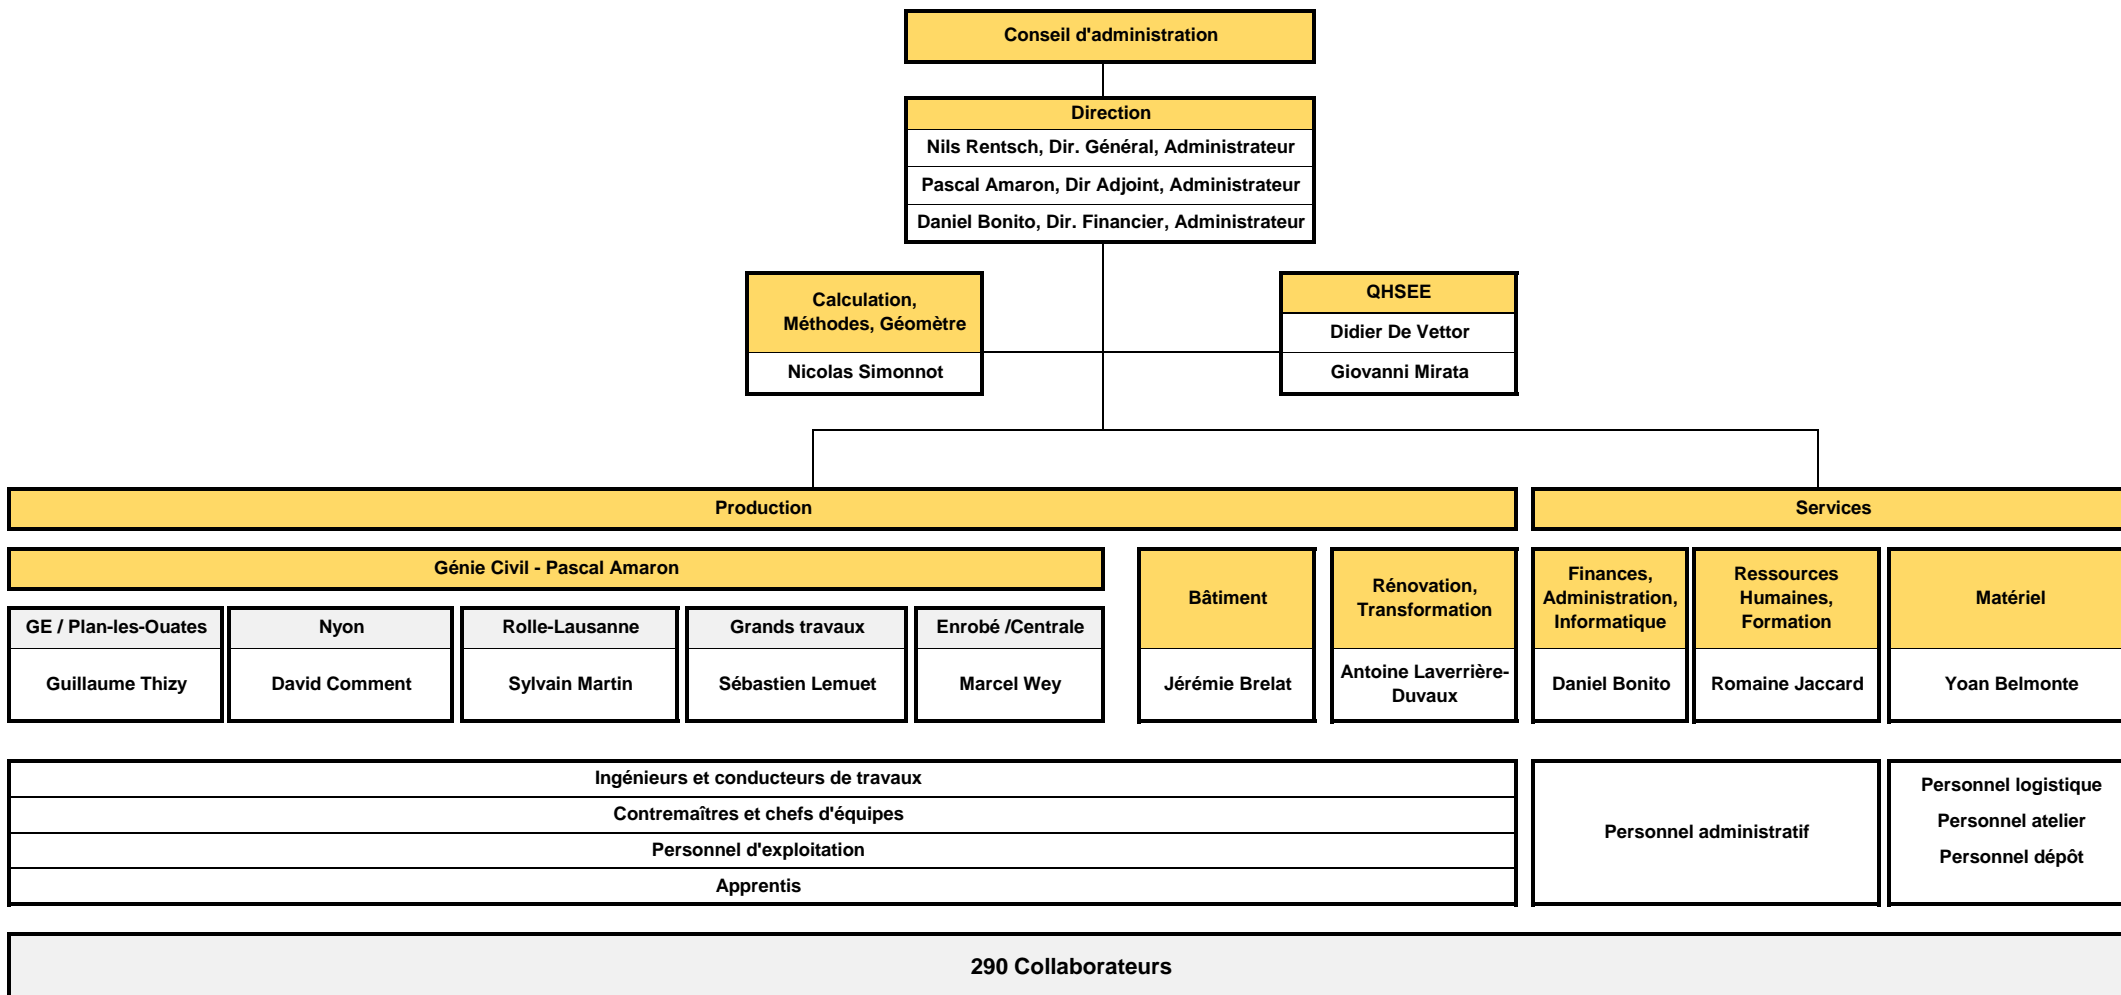 Conseil d'administration
Direction
Nils Rentsch, Dir. Général, Administrateur
Pascal Amaron, Dir Adjoint, Administrateur
Daniel Bonito, Dir. Financier, Administrateur
Calculation,
Méthodes, Géomètre
Nicolas Simonnot
QHSEE
Didier De Vettor
Giovanni Mirata
Production
Services
Génie Civil - Pascal Amaron
GE / Plan-les-Ouates
Guillaume Thizy
Nyon
David Comment
Rolle-Lausanne
Sylvain Martin
Grands travaux
Sébastien Lemuet
Enrobé /Centrale
Marcel Wey
Bâtiment
Jérémie Brelat
Rénovation,
Transformation
Antoine Laverrière-
Duvaux
Finances,
Administration,
Informatique
Daniel Bonito
Ressources
Humaines,
Formation
Romaine Jaccard
Matériel
Yoan Belmonte
Ingénieurs et conducteurs de travaux
Contremaîtres et chefs d'équipes
Personnel d'exploitation
Apprentis
Personnel administratif
Personnel logistique
Personnel atelier
Personnel dépôt
290 Collaborateurs